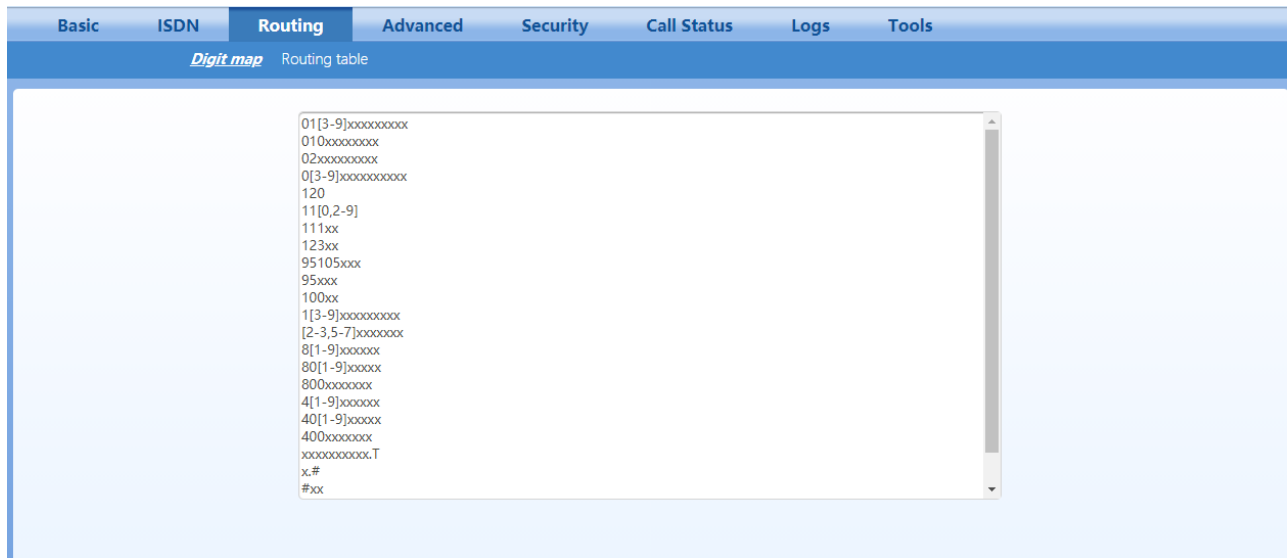 Basic ISDN Routing Advanced Security Call Status Logs Tools
Digit map Routing table
01[3-9]xxxxxxxxx
010xxxxxxxx
02xxxxxxxxx
0[3-9]xxxxxxxxxx
120
11[0,2-9]
111xx
123xx
95105xxx
95xxx
100xx
1[3-9]xxxxxxxxx
[2-3,5-7]xxxxxxx
8[1-9]xxxxxx
80[1-9]xxxxx
800xxxxxxx
4[1-9]xxxxxx
40[1-9]xxxxx
400xxxxxxx
xxxxxxxxxx.T
x.#
#xx